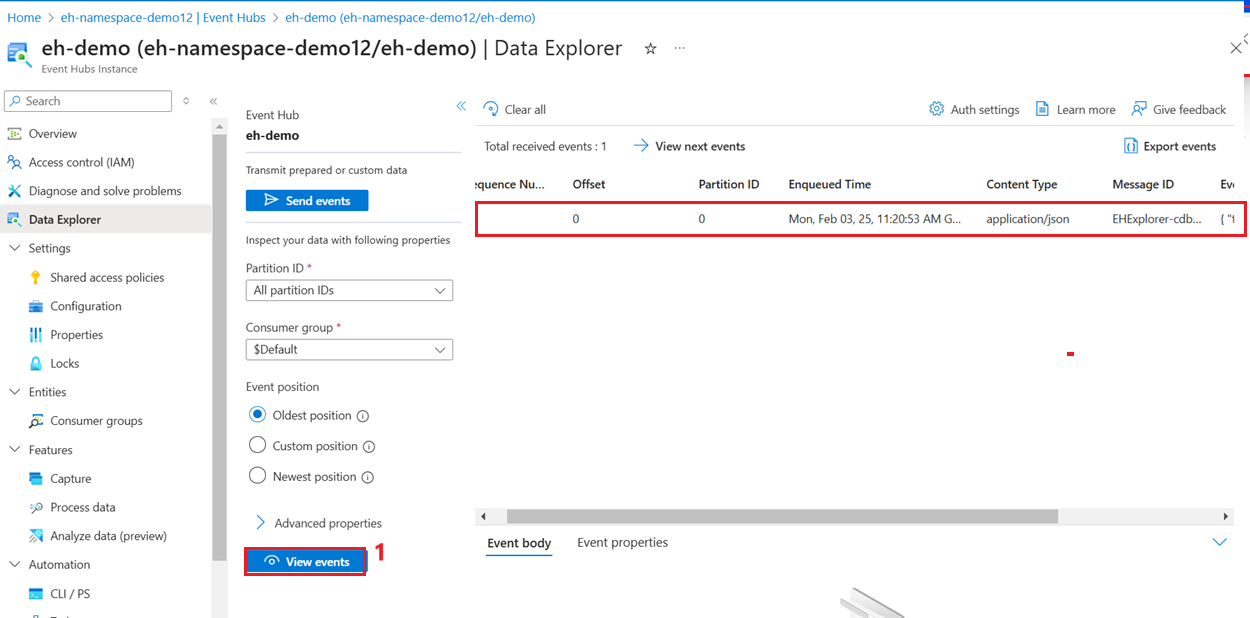 Home > eh-namespace-demo12 | Event Hubs > eh-demo (eh-namespace-demo12/eh-demo)
eh-demo (eh-namespace-demo12/eh-demo) | Data Explorer
Event Hubs Instance
Search
Overview
Access control (IAM)
Diagnose and solve problems
Data Explorer
Settings
Shared access policies
Configuration
Properties
Locks
Entities
Consumer groups
Features
Capture
Process data
Analyze data (preview)
Automation
CLI / PS
Event Hub
eh-demo
Transmit prepared or custom data
Send events
Inspect your data with following properties
Partition ID *
All partition IDs
Consumer group *
$Default
Event position
Oldest position
Custom position
Newest position
Advanced properties
View events 1
Clear all Auth settings Learn more Give feedback
Total received events : 1 View next events Export events
equence Nu... Offset Partition ID Enqueued Time Content Type Message ID Eve
0 0 Mon, Feb 03, 25, 11:20:53 AM G... application/json EHExplorer-cdb... { "t
Event body Event properties